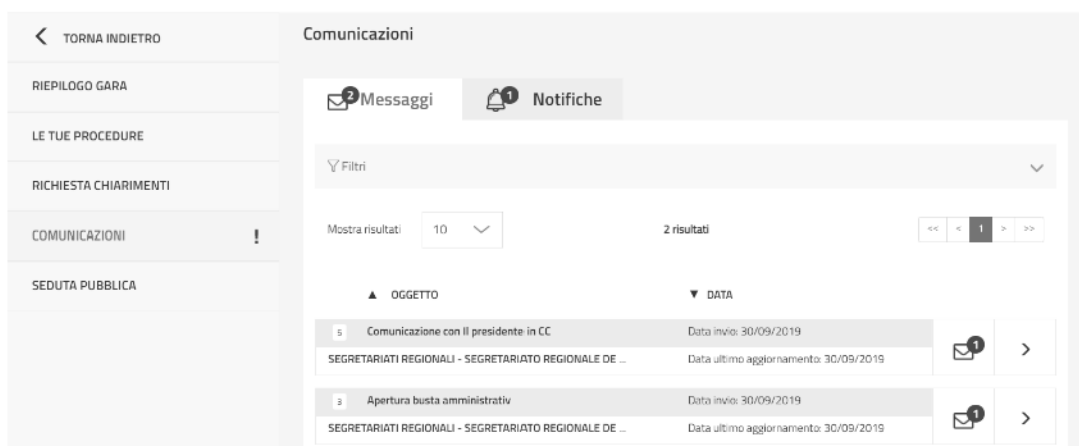 TORNA INDIETRO
RIEPILOGO GARA
LE TUE PROCEDURE
RICHIESTA CHIARIMENTI
COMUNICAZIONI !
SEDUTA PUBBLICA
Comunicazioni
2 Messaggi 1 Notifiche
Filtri
Mostra risultati 10 2 risultati << < 1 > >>
▲ OGGETTO ▼ DATA
5 Comunicazione con Il presidente in CC Data invio: 30/09/2019
SEGRETARIATI REGIONALI - SEGRETARIATO REGIONALE DE ... Data ultimo aggiornamento: 30/09/2019 1
3 Apertura busta amministrativ Data invio: 30/09/2019
SEGRETARIATI REGIONALI - SEGRETARIATO REGIONALE DE ... Data ultimo aggiornamento: 30/09/2019 1